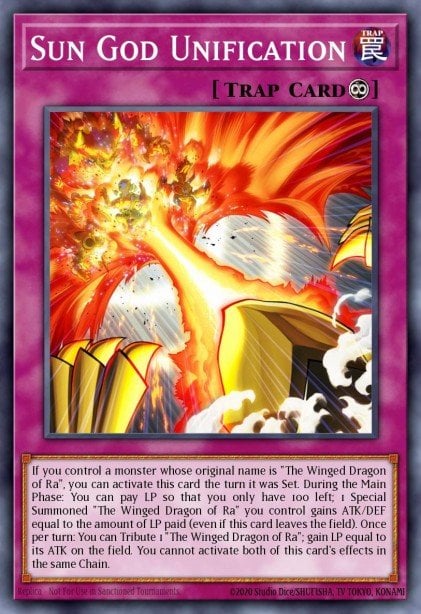 Sun God Unification
TRAP
罠
[Trap Card ]
If you control a monster whose original name is "The Winged Dragon
of Ra", you can activate this card the turn it was Set. During the Main
Phase: You can pay LP so that you only have 100 left; 1 Special
Summoned "The Winged Dragon of Ra" you control gains ATK/DEF
equal to the amount of LP paid (even if this card leaves the field). Once
per turn: You can Tribute 1 "The Winged Dragon of Ra"; gain LP equal to
its ATK on the field. You cannot activate both of this card's effects in
the same Chain.
Replica - Not For Use in Sanctioned Tournaments
©2020 Studio Dice/SHUEISHA, TV TOKYO, KONAMI